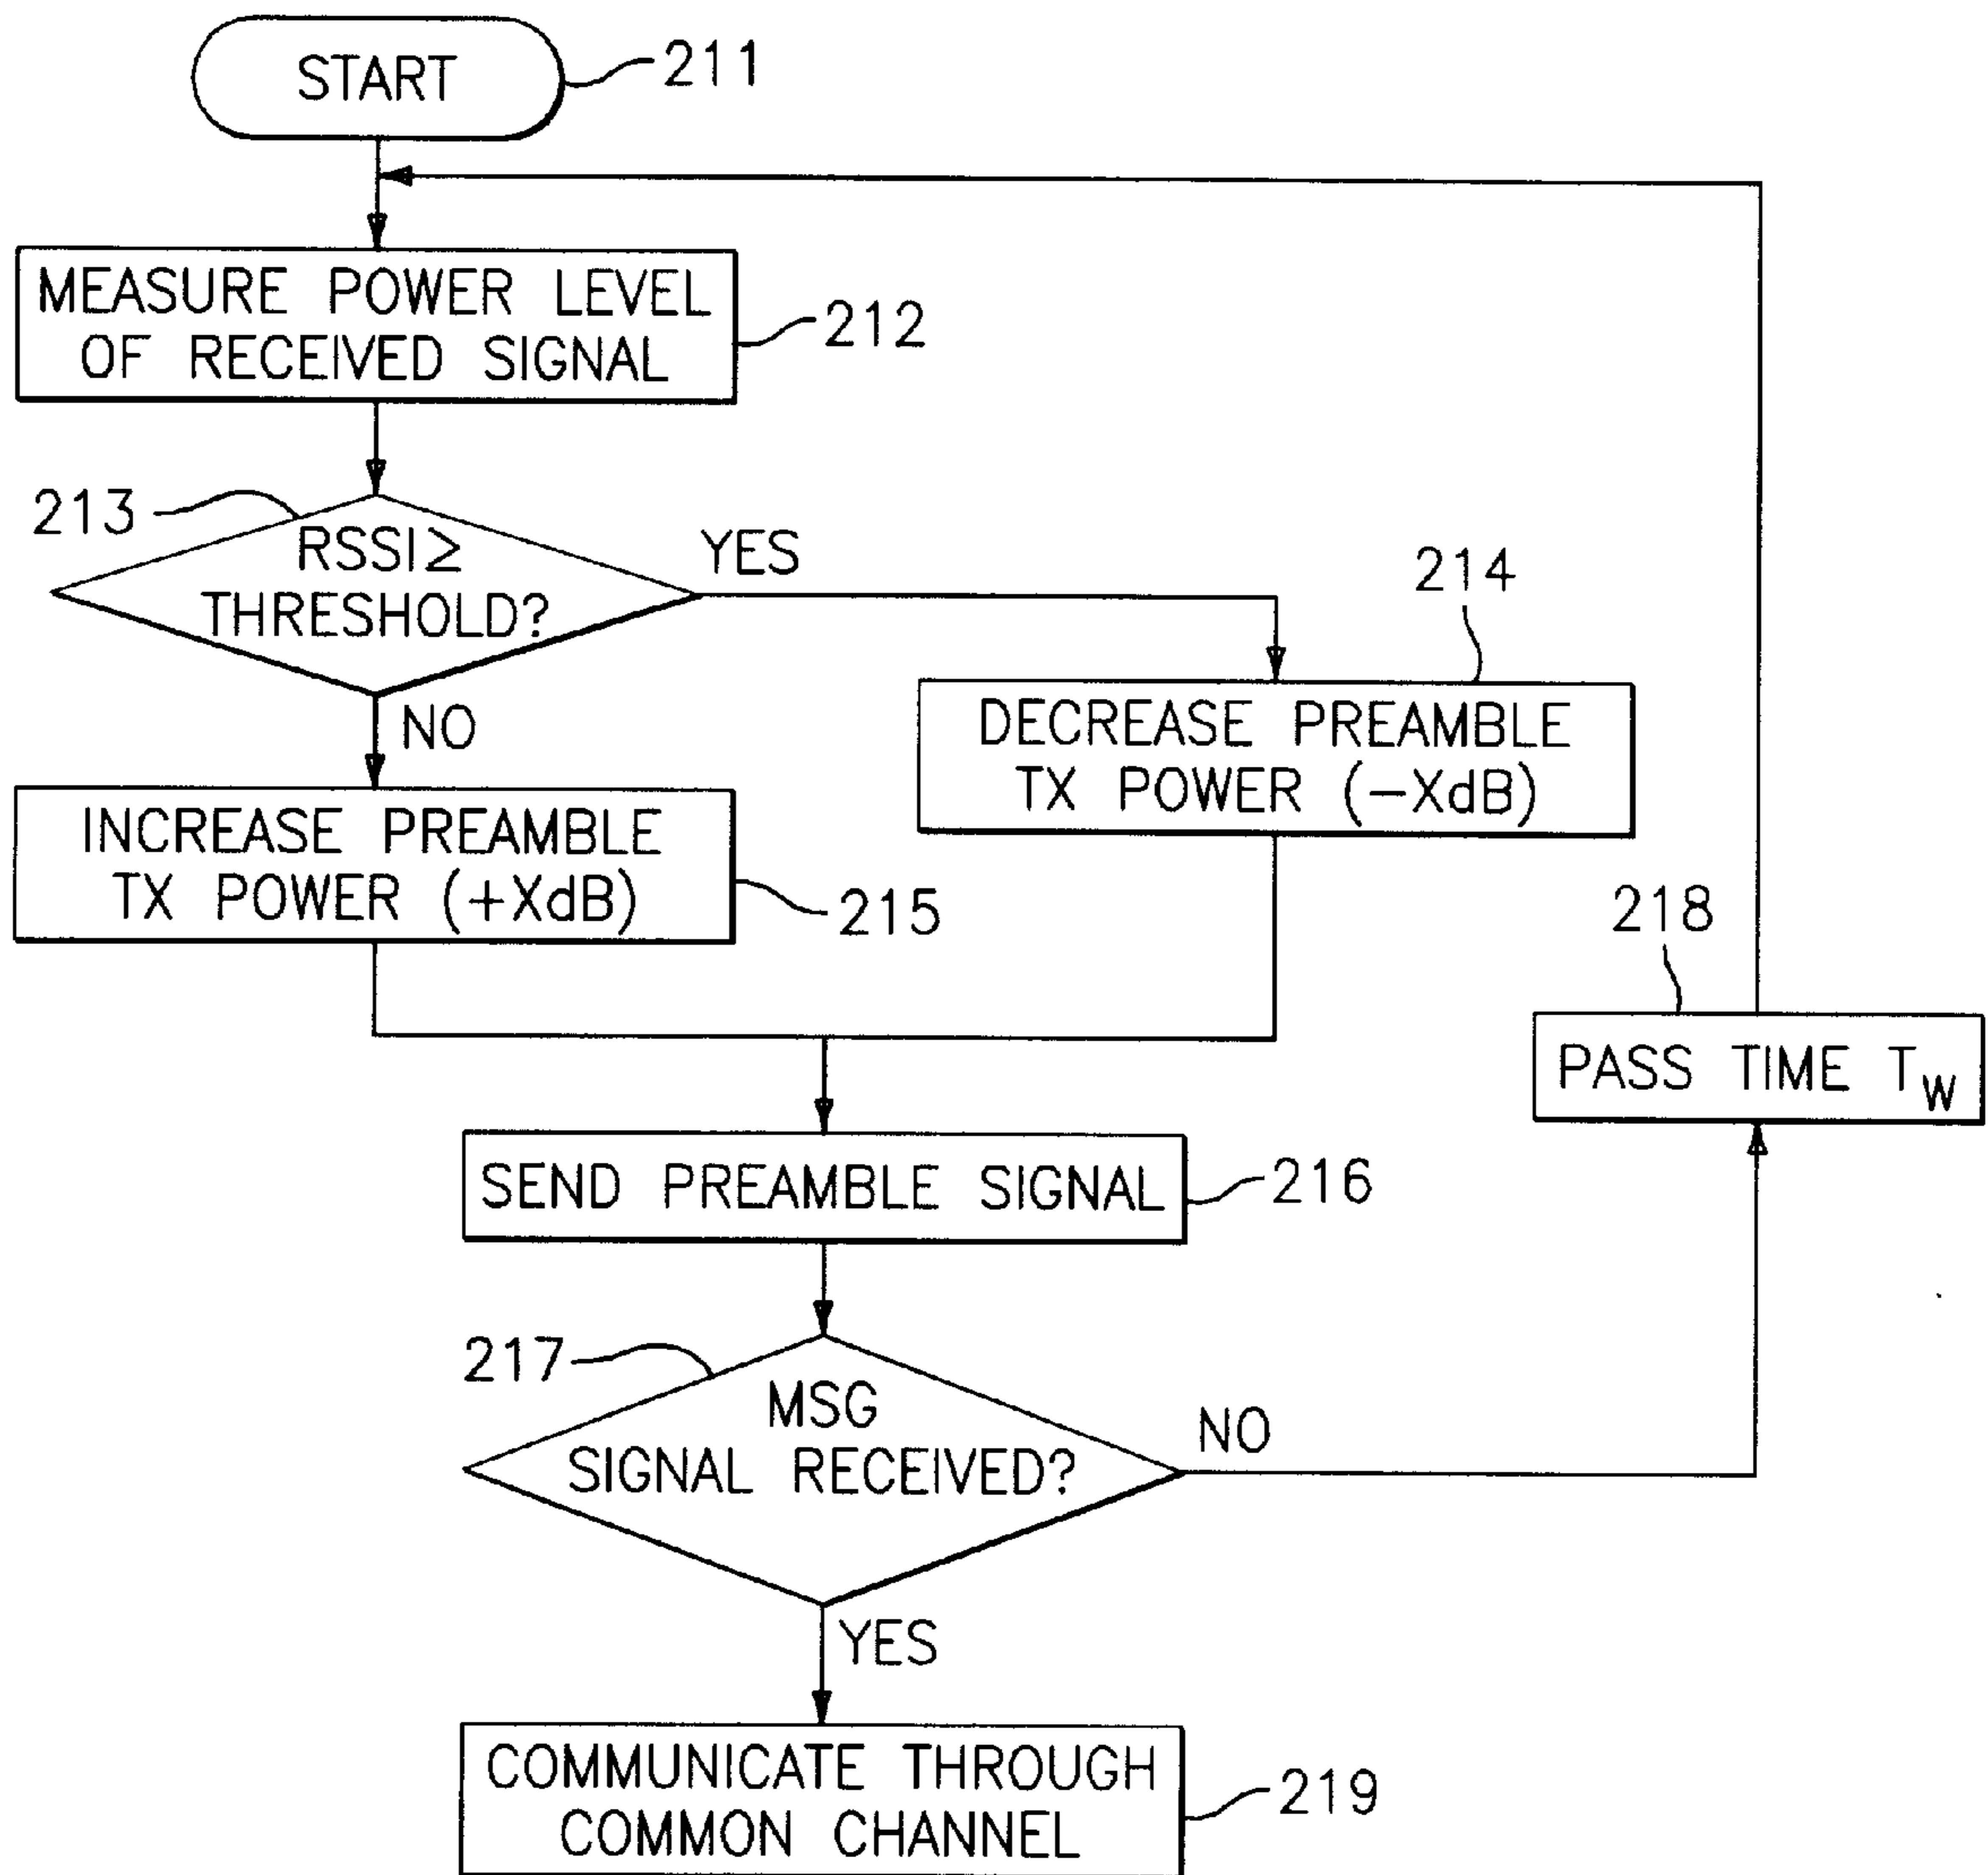 START
211
MEASURE POWER LEVEL
OF RECEIVED SIGNAL
212
213
RSSI≥
THRESHOLD?
YES
NO
214
DECREASE PREAMBLE
TX POWER (−XdB)
INCREASE PREAMBLE
TX POWER (+XdB)
215
218
PASS TIME TW
SEND PREAMBLE SIGNAL
216
217
MSG
SIGNAL RECEIVED?
NO
YES
COMMUNICATE THROUGH
COMMON CHANNEL
219